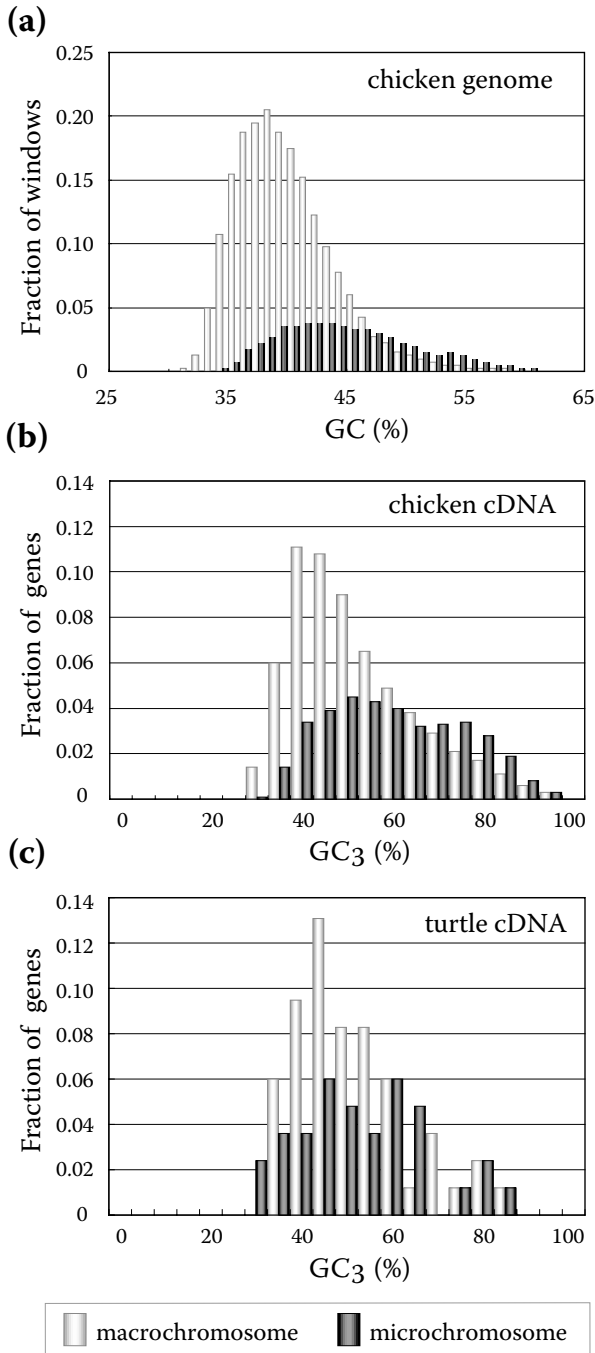 (a)
0.25
0.20
0.15
0.10
0.05
0
Fraction of windows
chicken genome
25 35 45 55 65
GC (%)
(b)
0.14
0.12
0.10
0.08
0.06
0.04
0.02
0
Fraction of genes
chicken cDNA
0 20 40 60 80 100
GC3 (%)
(c)
0.14
0.12
0.10
0.08
0.06
0.04
0.02
0
Fraction of genes
turtle cDNA
0 20 40 60 80 100
GC3 (%)
macrochromosome microchromosome